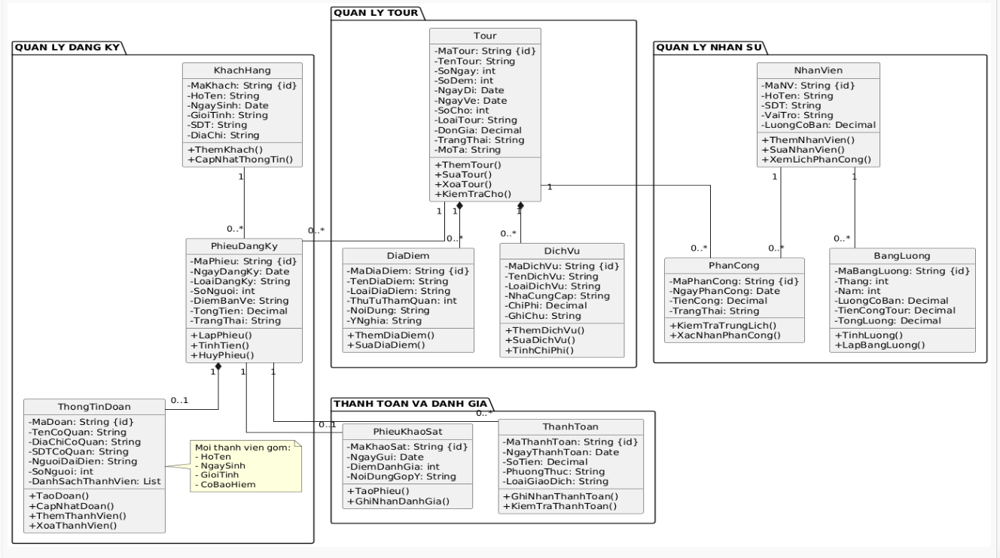 QUAN LY DANG KY
KhachHang
-MaKhach: String {id}
-HoTen: String
-NgaySinh: Date
-GioiTinh: String
-SDT: String
-DiaChi: String
+ThemKhach()
+CapNhatThongTin()
1
0..*
PhieuDangKy
-MaPhieu: String {id}
-NgayDangKy: Date
-LoaiDangKy: String
-SoNguoi: int
-DiemBanVe: String
-TongTien: Decimal
-TrangThai: String
+LapPhieu()
+TinhTien()
+HuyPhieu()
1
1
1
0..1
ThongTinDoan
-MaDoan: String {id}
-TenCoQuan: String
-DiaChiCoQuan: String
-SDTCoQuan: String
-NguoiDaiDien: String
-SoNguoi: int
-DanhSachThanhVien: List
+TaoDoan()
+CapNhatDoan()
+ThemThanhVien()
+XoaThanhVien()
Moi thanh vien gom:
- HoTen
- NgaySinh
- GioiTinh
- CoBaoHiem
QUAN LY TOUR
Tour
-MaTour: String {id}
-TenTour: String
-SoNgay: int
-SoDem: int
-NgayDi: Date
-NgayVe: Date
-SoCho: int
-LoaiTour: String
-DonGia: Decimal
-TrangThai: String
-MoTa: String
+ThemTour()
+SuaTour()
+XoaTour()
+KiemTraCho()
1
1
1
1
0..*
0..*
0..*
DiaDiem
-MaDiaDiem: String {id}
-TenDiaDiem: String
-LoaiDiaDiem: String
-ThuTuThamQuan: int
-NoiDung: String
-YNghia: String
+ThemDiaDiem()
+SuaDiaDiem()
DichVu
-MaDichVu: String {id}
-TenDichVu: String
-LoaiDichVu: String
-NhaCungCap: String
-ChiPhi: Decimal
-GhiChu: String
+ThemDichVu()
+SuaDichVu()
+TinhChiPhi()
QUAN LY NHAN SU
NhanVien
-MaNV: String {id}
-HoTen: String
-SDT: String
-VaiTro: String
-LuongCoBan: Decimal
+ThemNhanVien()
+SuaNhanVien()
+XemLichPhanCong()
1
1
0..*
0..*
0..*
PhanCong
-MaPhanCong: String {id}
-NgayPhanCong: Date
-TienCong: Decimal
-TrangThai: String
+KiemTraTrungLich()
+XacNhanPhanCong()
BangLuong
-MaBangLuong: String {id}
-Thang: int
-Nam: int
-LuongCoBan: Decimal
-TienCongTour: Decimal
-TongLuong: Decimal
+TinhLuong()
+LapBangLuong()
THANH TOAN VA DANH GIA
0..1
0..*
PhieuKhaoSat
-MaKhaoSat: String {id}
-NgayGui: Date
-DiemDanhGia: int
-NoiDungGopY: String
+TaoPhieu()
+GhiNhanDanhGia()
ThanhToan
-MaThanhToan: String {id}
-NgayThanhToan: Date
-SoTien: Decimal
-PhuongThuc: String
-LoaiGiaoDich: String
+GhiNhanThanhToan()
+KiemTraThanhToan()